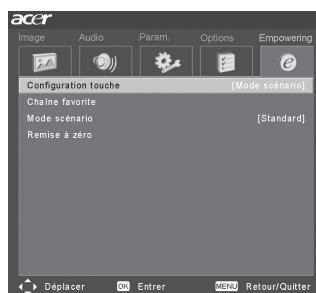 acer
Image Audio Param. Options Empowering
Configuration touche [Mode scénario]
Chaîne favorite
Mode scénario [Standard]
Remise à zéro
Déplacer OK Entrer MENU Retour/Quitter